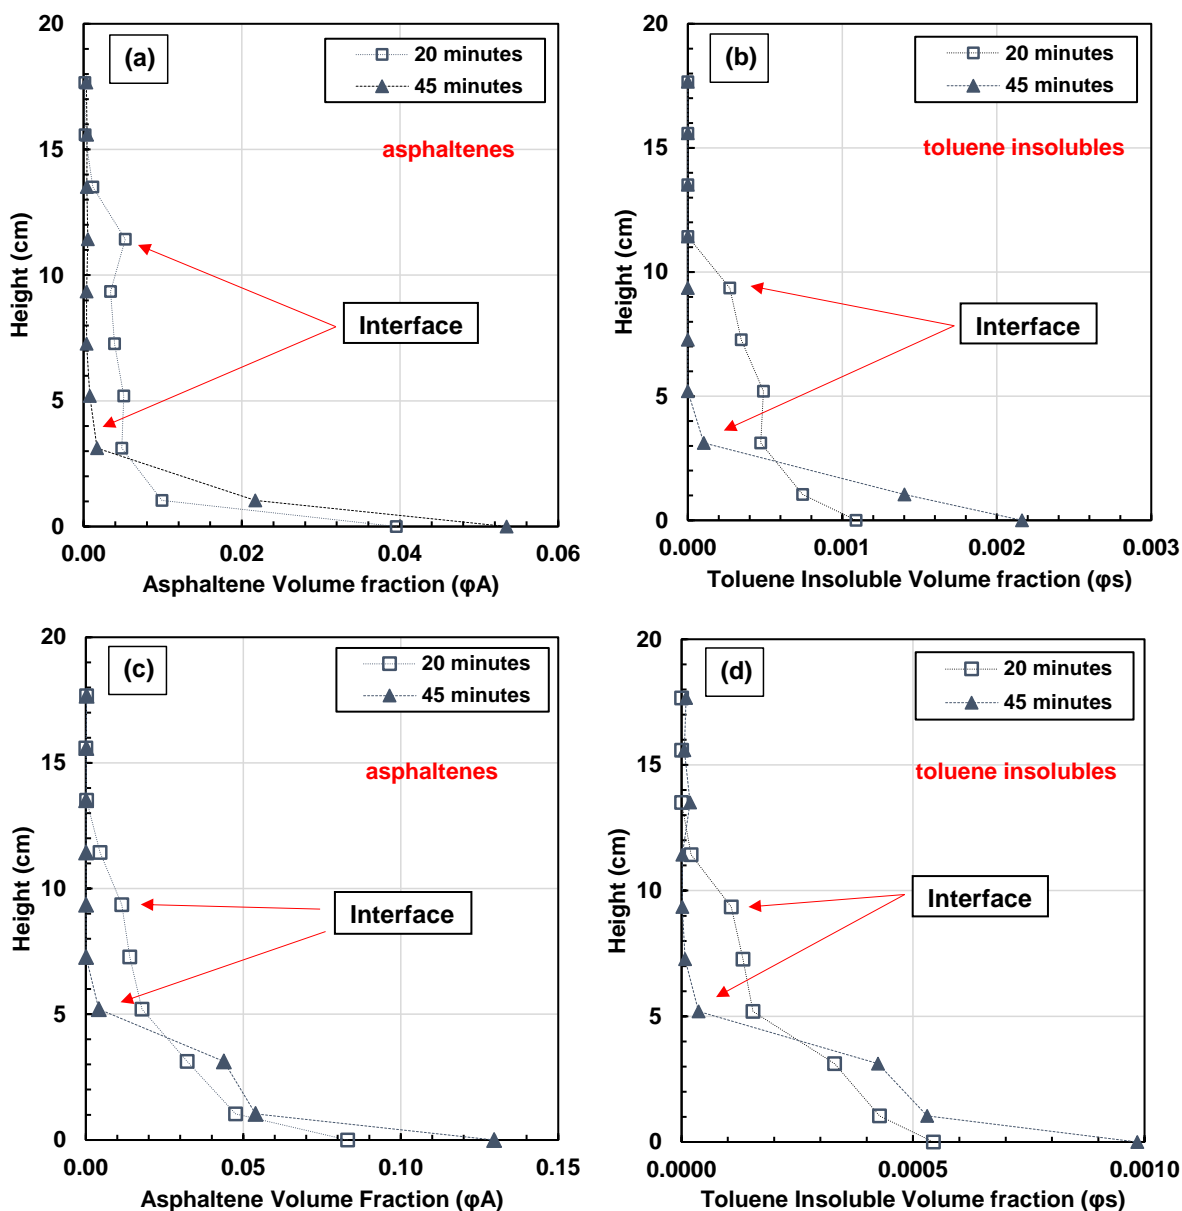 (a)
20 minutes
45 minutes
asphaltenes
Interface
Height (cm)
20
15
10
5
0
0.00 0.02 0.04 0.06
Asphaltene Volume fraction (φA)
(b)
20 minutes
45 minutes
toluene insolubles
Interface
Height (cm)
20
15
10
5
0
0.000 0.001 0.002 0.003
Toluene Insoluble Volume fraction (φs)
(c)
20 minutes
45 minutes
asphaltenes
Interface
Height (cm)
20
15
10
5
0
0.00 0.05 0.10 0.15
Asphaltene Volume Fraction (φA)
(d)
20 minutes
45 minutes
toluene insolubles
Interface
Height (cm)
20
15
10
5
0
0.0000 0.0005 0.0010
Toluene Insoluble Volume fraction (φs)